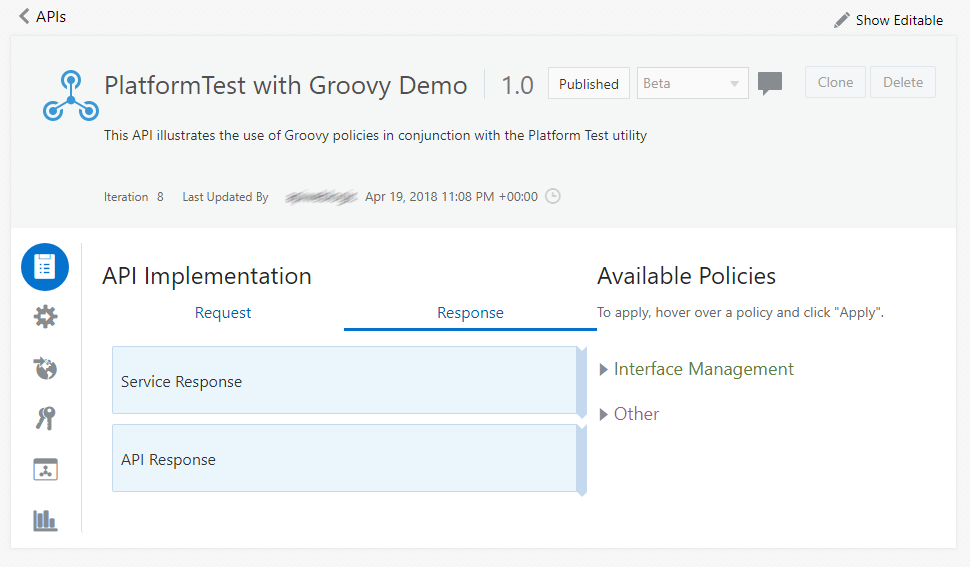 APIs
Show Editable
PlatformTest with Groovy Demo 1.0 Published Beta Clone Delete
This API illustrates the use of Groovy policies in conjunction with the Platform Test utility
Iteration 8 Last Updated By Apr 19, 2018 11:08 PM +00:00
API Implementation
Request Response
Service Response
API Response
Available Policies
To apply, hover over a policy and click "Apply".
Interface Management
Other